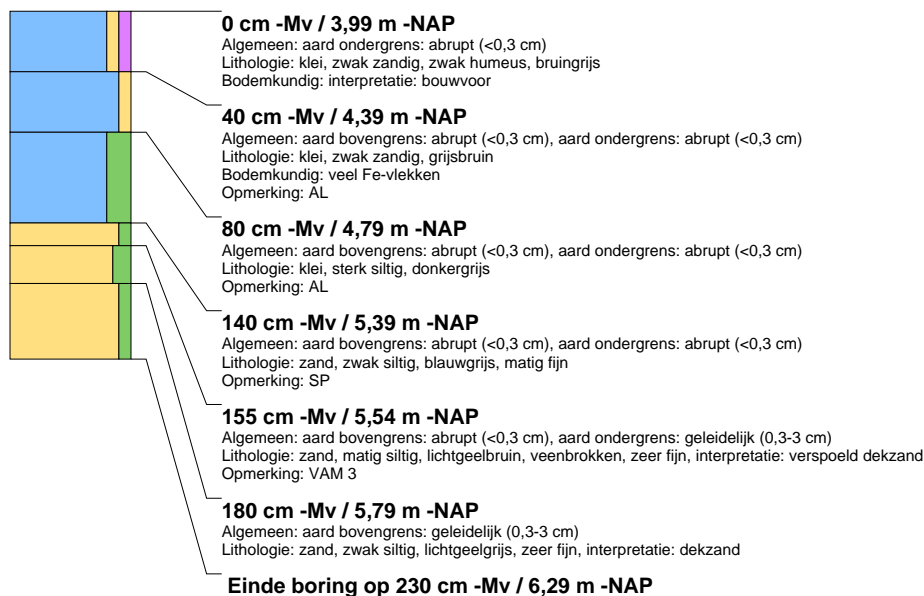 0 cm -Mv / 3,99 m -NAP
Algemeen: aard ondergrens: abrupt (<0,3 cm)
Lithologie: klei, zwak zandig, zwak humeus, bruingrijs
Bodemkundig: interpretatie: bouwvoor
40 cm -Mv / 4,39 m -NAP
Algemeen: aard bovengrens: abrupt (<0,3 cm), aard ondergrens: abrupt (<0,3 cm)
Lithologie: klei, zwak zandig, grijsbruin
Bodemkundig: veel Fe-vlekken
Opmerking: AL
80 cm -Mv / 4,79 m -NAP
Algemeen: aard bovengrens: abrupt (<0,3 cm), aard ondergrens: abrupt (<0,3 cm)
Lithologie: klei, sterk siltig, donkergrijs
Opmerking: AL
140 cm -Mv / 5,39 m -NAP
Algemeen: aard bovengrens: abrupt (<0,3 cm), aard ondergrens: abrupt (<0,3 cm)
Lithologie: zand, zwak siltig, blauwgrijs, matig fijn
Opmerking: SP
155 cm -Mv / 5,54 m -NAP
Algemeen: aard bovengrens: abrupt (<0,3 cm), aard ondergrens: geleidelijk (0,3-3 cm)
Lithologie: zand, matig siltig, lichtgeelbruin, veenbrokken, zeer fijn, interpretatie: verspoeld dekzand
Opmerking: VAM 3
180 cm -Mv / 5,79 m -NAP
Algemeen: aard bovengrens: geleidelijk (0,3-3 cm)
Lithologie: zand, zwak siltig, lichtgeelgrijs, zeer fijn, interpretatie: dekzand
Einde boring op 230 cm -Mv / 6,29 m -NAP